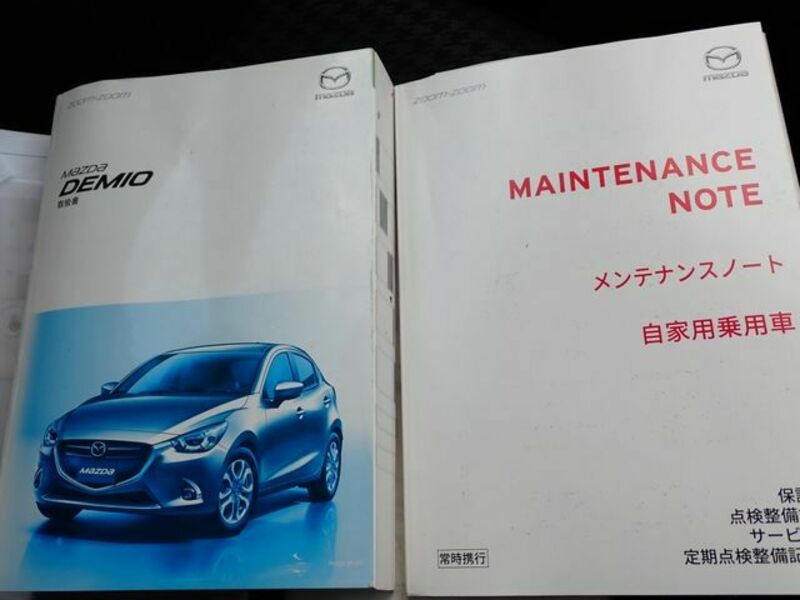 zoom-zoom
mazda
mazda
DEMIO
取扱書
mazda
zoom-zoom
mazda
MAINTENANCE
NOTE
メンテナンスノート
自家用乗用車
常時携行
保証
点検整備
サービ
定期点検整備記